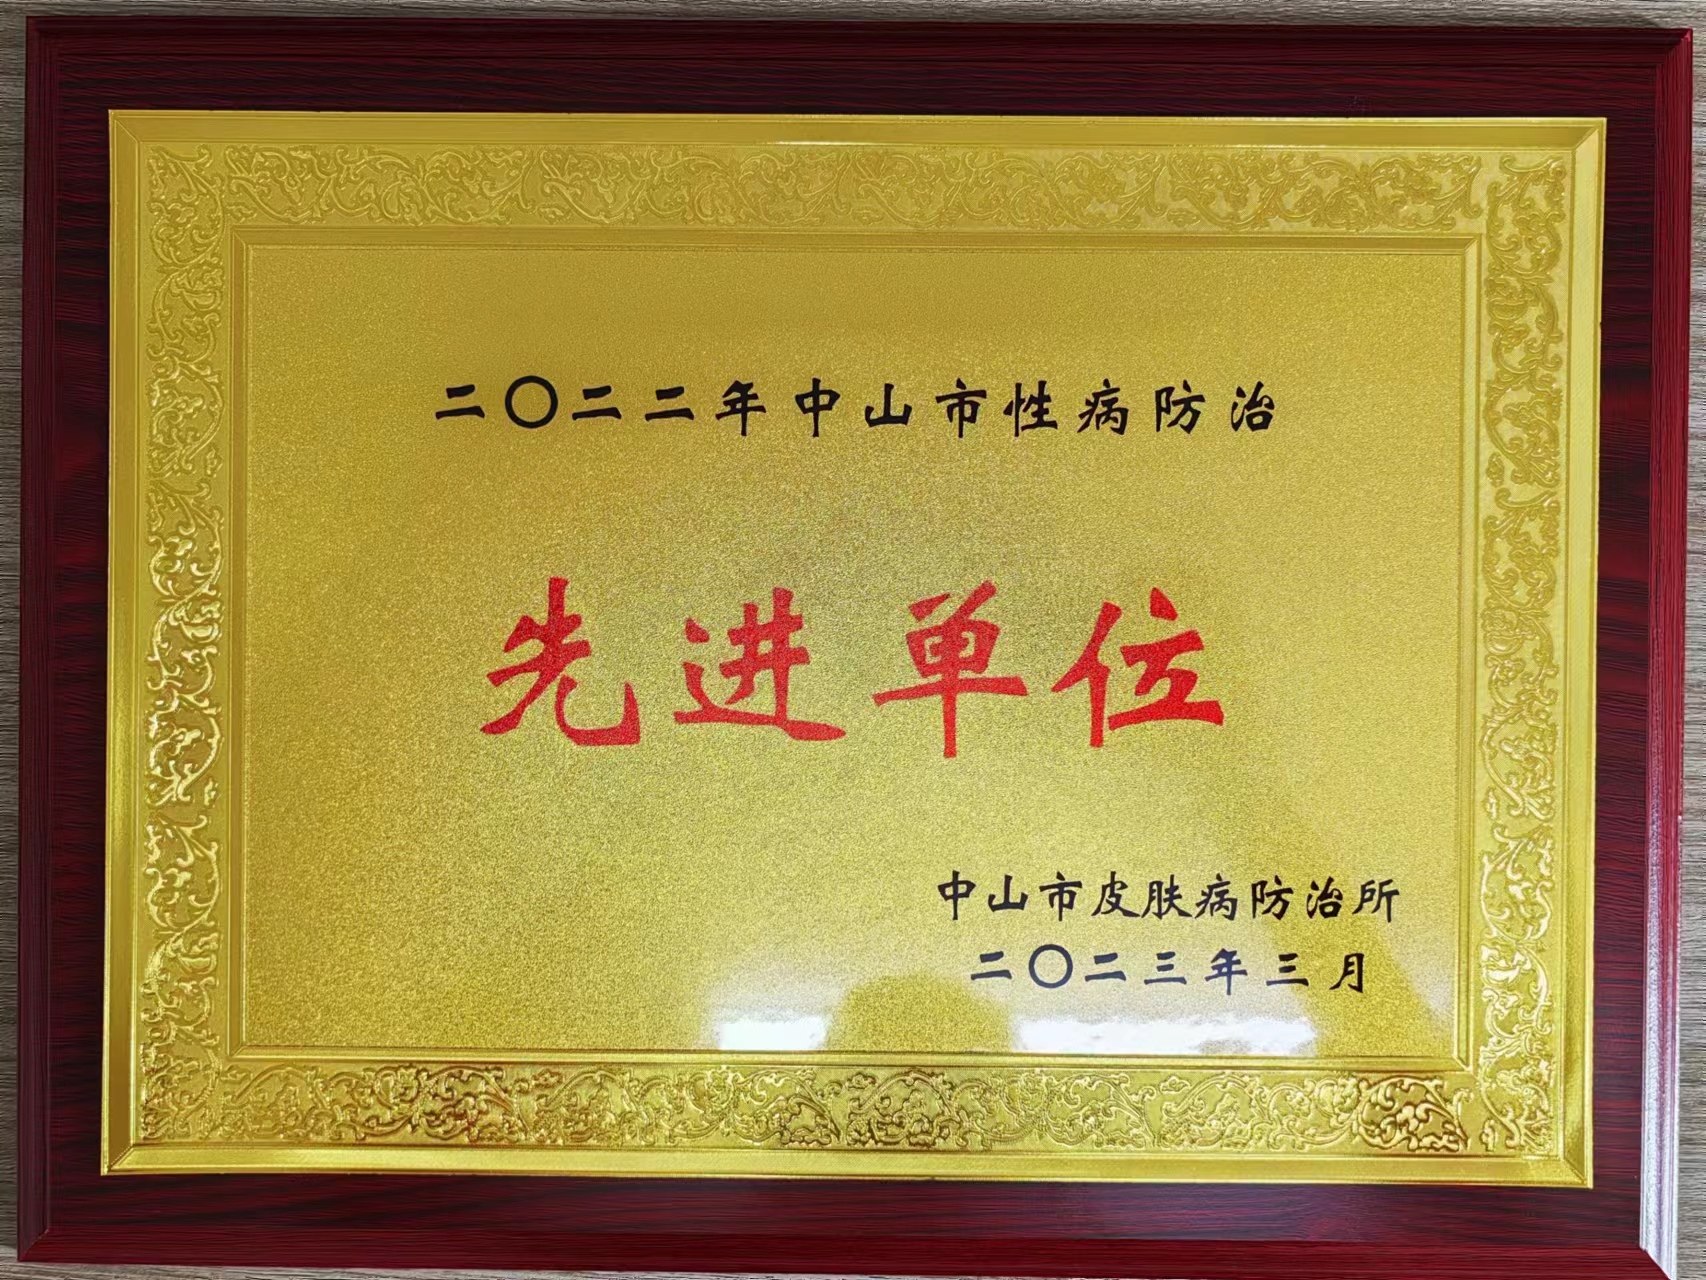 二〇二二年中山市性病防治
先进单位
中山市皮肤病防治所
二〇二三年三月